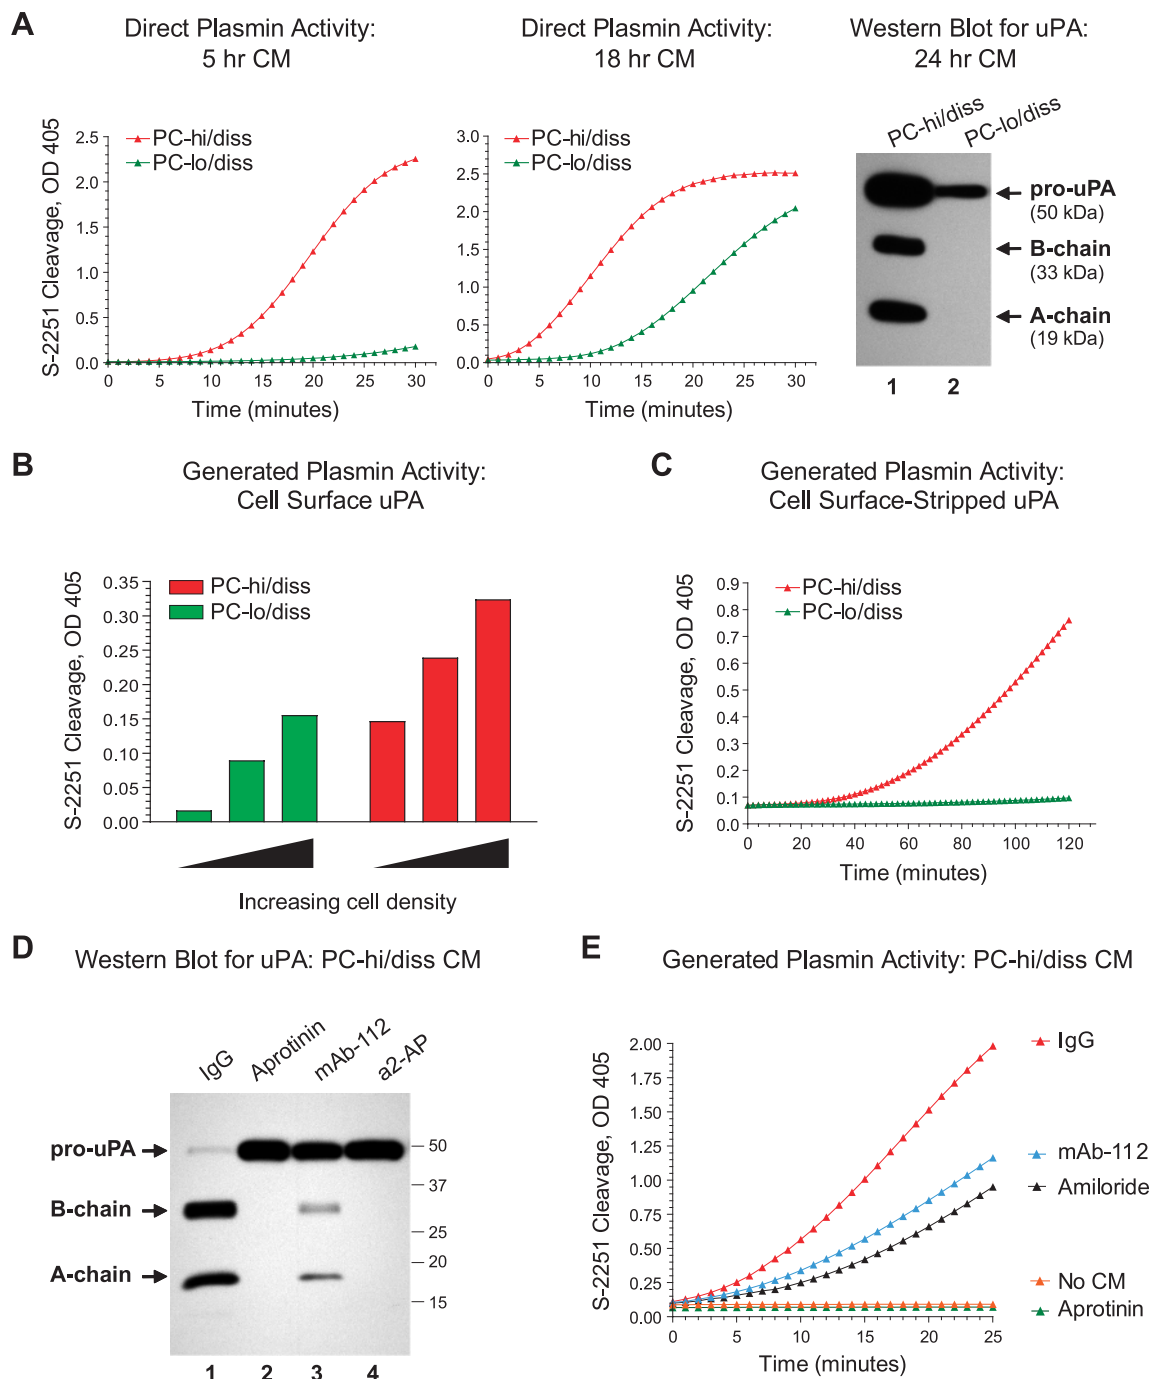 A
Direct Plasmin Activity:
5 hr CM
Direct Plasmin Activity:
18 hr CM
Western Blot for uPA:
24 hr CM
S-2251 Cleavage, OD 405
2.5
2.0
1.5
1.0
0.5
0.0
PC-hi/diss
PC-lo/diss
0 5 10 15 20 25 30
Time (minutes)
3.0
2.5
2.0
1.5
1.0
0.5
0.0
PC-hi/diss
PC-lo/diss
0 5 10 15 20 25 30
Time (minutes)
PC-hi/diss
PC-lo/diss
pro-uPA
(50 kDa)
B-chain
(33 kDa)
A-chain
(19 kDa)
1 2
B
Generated Plasmin Activity:
Cell Surface uPA
S-2251 Cleavage, OD 405
0.35
0.30
0.25
0.20
0.15
0.10
0.05
0.00
PC-hi/diss
PC-lo/diss
Increasing cell density
C
Generated Plasmin Activity:
Cell Surface-Stripped uPA
S-2251 Cleavage, OD 405
0.9
0.8
0.7
0.6
0.5
0.4
0.3
0.2
0.1
0.0
PC-hi/diss
PC-lo/diss
0 20 40 60 80 100 120
Time (minutes)
D
Western Blot for uPA: PC-hi/diss CM
IgG
Aprotinin
mAb-112
a2-AP
pro-uPA
B-chain
A-chain
50
37
25
20
15
1 2 3 4
E
Generated Plasmin Activity: PC-hi/diss CM
S-2251 Cleavage, OD 405
2.00
1.75
1.50
1.25
1.00
0.75
0.50
0.25
0.00
0 5 10 15 20 25
Time (minutes)
IgG
mAb-112
Amiloride
No CM
Aprotinin